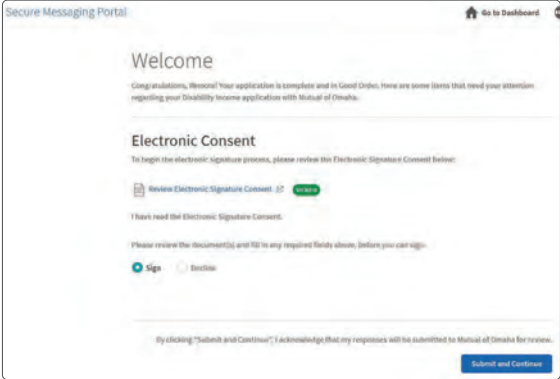 Secure Messaging Portal
Go to Dashboard
Welcome
Congratulations, Your application is complete and in Good Order. Here are some items that need your attention
regarding your Disability Income application with Mutual of Omaha.
Electronic Consent
To begin the electronic signature process, please review the Electronic Signature Consent below:
Review Electronic Signature Consent
I have read the Electronic Signature Consent.
Please review the document(s) and fill in any required fields above, before you can sign.
Sign
Decline
By clicking "Submit and Continue", I acknowledge that my responses will be submitted to Mutual of Omaha for review.
Submit and Continue